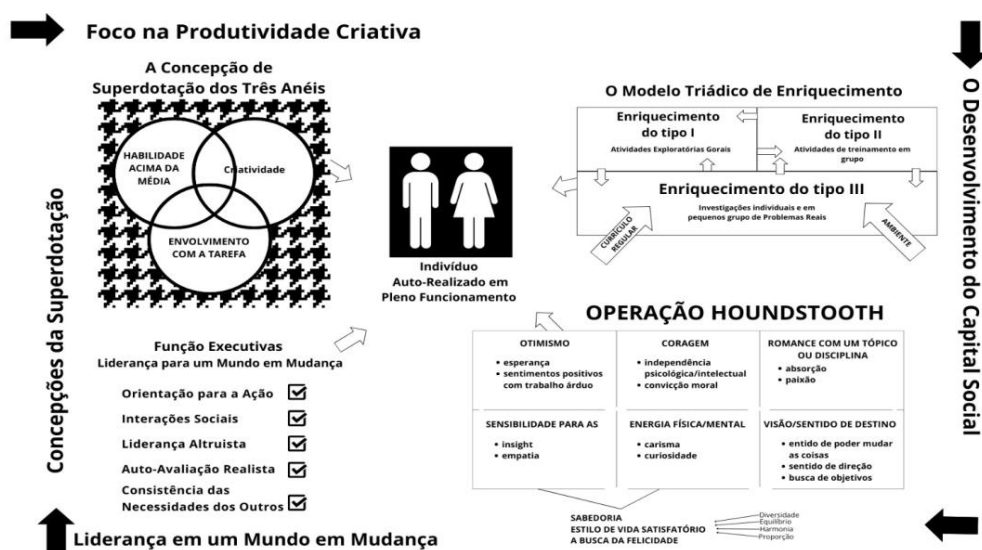 Foco na Produtividade Criativa
A Concepção de
Superdotação dos Três Anéis
HABILIDADE
ACIMA DA
MÉDIA
Criatividade
ENVOLVIMENTO
COM A TAREFA
Indivíduo
Auto-Realizado em
Pleno Funcionamento
O Modelo Triádico de Enriquecimento
Enriquecimento
do tipo I
Atividades Exploratórias Gorais
Enriquecimento
do tipo II
Atividades de treinamento em
grupo
Enriquecimento do tipo III
Investigações individuais e em
pequenos grupo de Problemas Reais
CURRÍCULO
REGULAR
AMBIENTE
O Desenvolvimento do Capital Social
Concepções da Superdotação
Função Executivas
Liderança para um Mundo em Mudança
Orientação para a Ação
Interações Sociais
Liderança Altruista
Auto-Avaliação Realista
Consistência das
Necessidades dos Outros
OPERAÇÃO HOUNDSTOOTH
OTIMISMO
• esperança
• sentimentos positivos
com trabalho árduo
CORAGEM
• independência
psicológica/intelectual
• convicção moral
ROMANCE COM UM TÓPICO
OU DISCIPLINA
• absorção
• paixão
SENSIBILIDADE PARA AS
• insight
• empatia
ENERGIA FÍSICA/MENTAL
• carisma
• curiosidade
VISÃO/SENTIDO DE DESTINO
• entido de poder mudar
as coisas
• sentido de direção
• busca de objetivos
SABEDORIA
ESTILO DE VIDA SATISFATÓRIO
A BUSCA DA FELICIDADE
Diversidade
Equilíbrio
Harmonia
Proporção
Liderança em um Mundo em Mudança